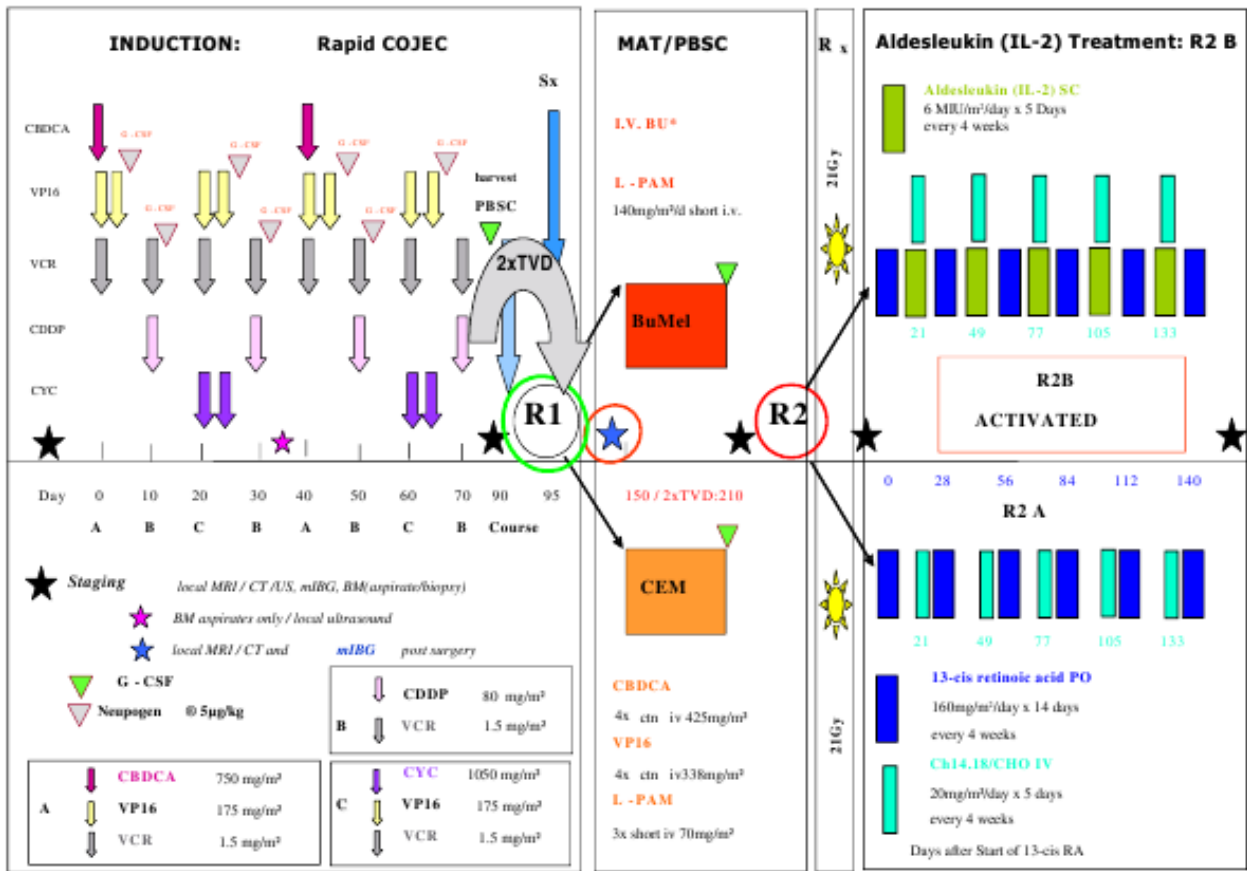 INDUCTION: Rapid COJEC
Sx
CBDCA
G - CSF
G - CSF
G - CSF
G - CSF
VP16
harvest
PBSC
G - CSF
G - CSF
G - CSF
VCR
2xTVD
CDDP
CYC
R1
Day 0 10 20 30 40 50 60 70 90 95
A B C B A B C B Course
Staging local MRI / CT /US, mIBG, BM(aspirate/biopsy)
BM aspirates only / local ultrasound
local MRI / CT and mIBG post surgery
G - CSF
Neupogen ® 5µg/kg
B
CDDP 80 mg/m²
VCR 1.5 mg/m²
A
CBDCA 750 mg/m²
VP16 175 mg/m²
VCR 1.5 mg/m²
C
CYC 1050 mg/m²
VP16 175 mg/m²
VCR 1.5 mg/m²
MAT/PBSC
I.V. BU*
L -PAM
140mg/m²/d short i.v.
BuMel
150 / 2xTVD:210
CEM
CBDCA
4x ctn iv 425mg/m²
VP16
4x ctn iv338mg/m²
L -PAM
3x short iv 70mg/m²
R x
21Gy
R2
21Gy
Aldesleukin (IL-2) Treatment: R2 B
Aldesleukin (IL-2) SC
6 MIU/m²/day x 5 Days
every 4 weeks
21 49 77 105 133
R2B
ACTIVATED
0 28 56 84 112 140
R2 A
21 49 77 105 133
13-cis retinoic acid PO
160mg/m²/day x 14 days
every 4 weeks
Ch14.18/CHO IV
20mg/m²/day x 5 days
every 4 weeks
Days after Start of 13-cis RA